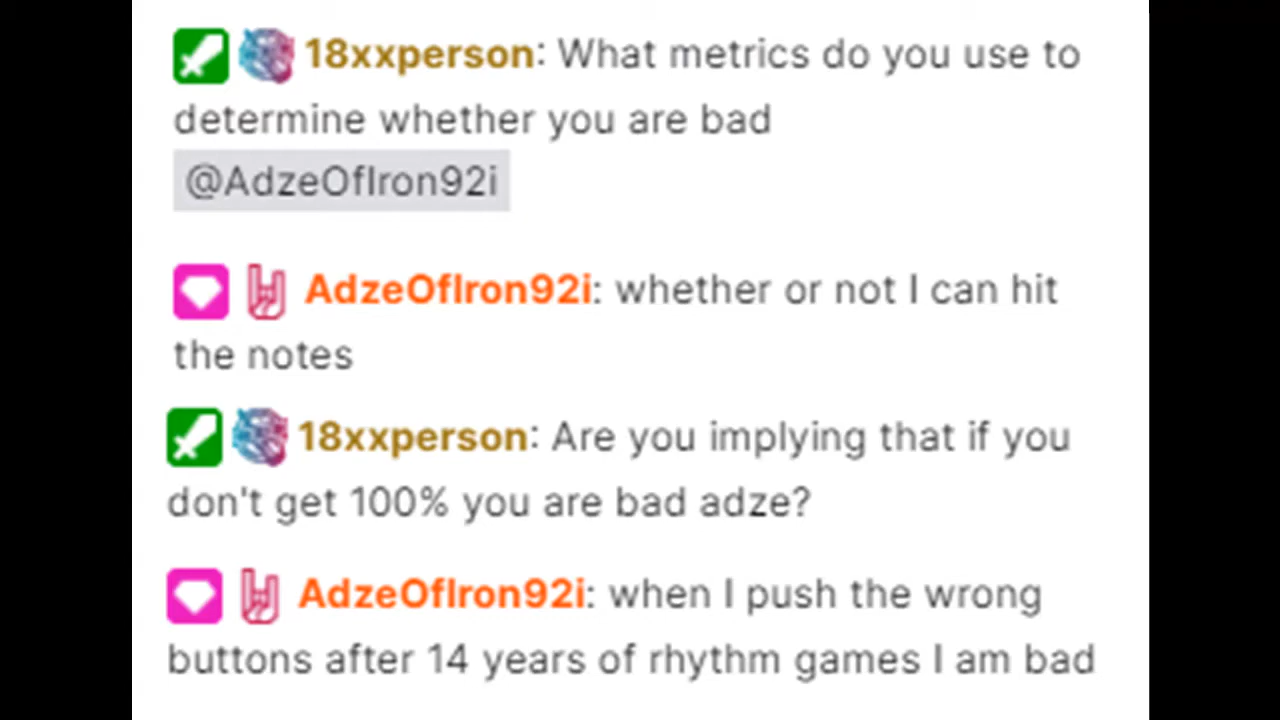 18xxperson: What metrics do you use to
determine whether you are bad
@AdzeOfIron92i
AdzeOfIron92i: whether or not I can hit
the notes
18xxperson: Are you implying that if you
don't get 100% you are bad adze?
AdzeOfIron92i: when I push the wrong
buttons after 14 years of rhythm games I am bad